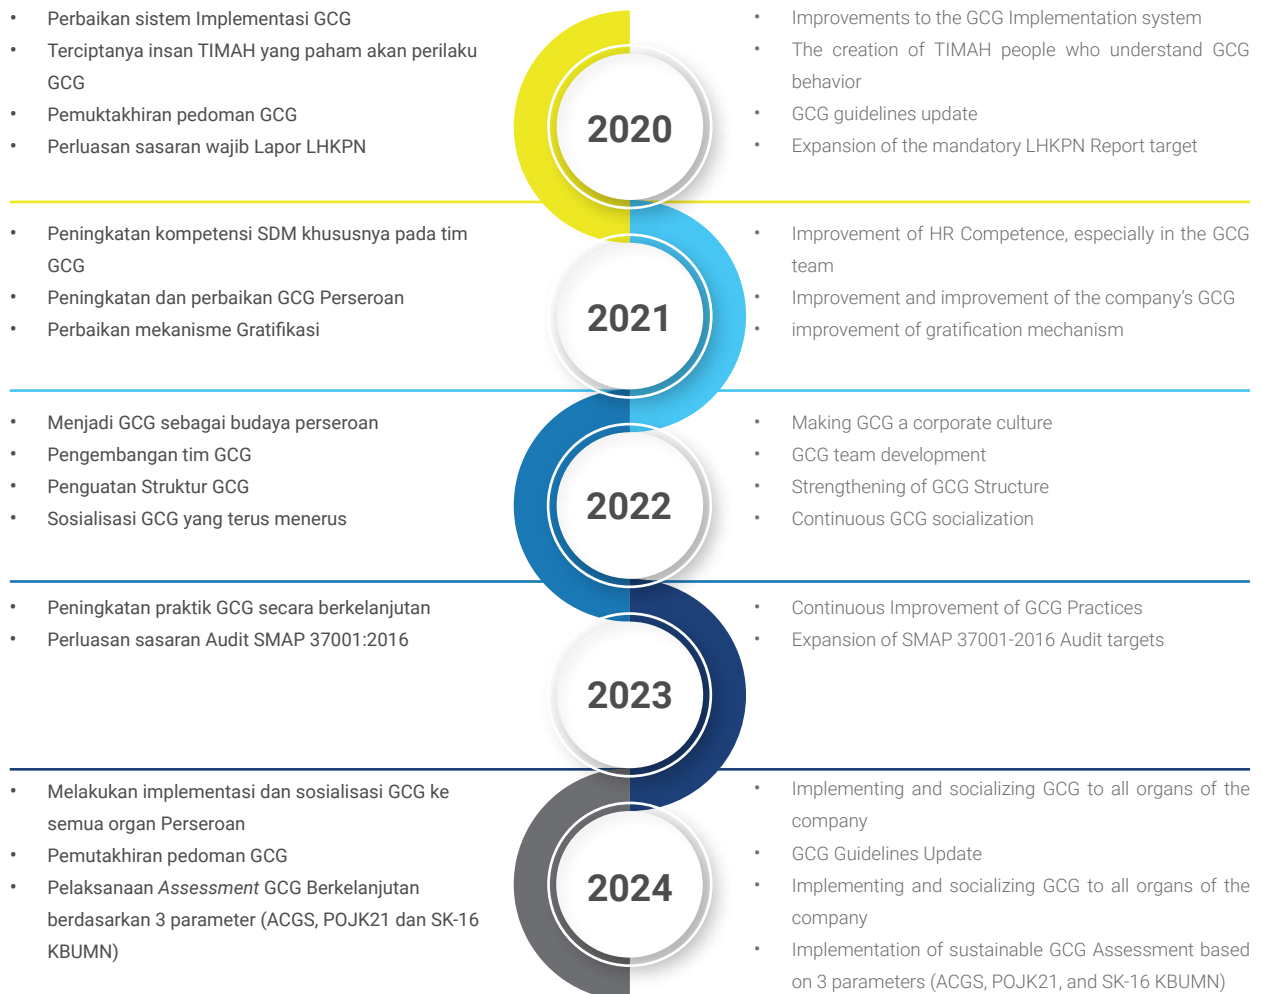 • Perbaikan sistem Implementasi GCG
• Terciptanya insan TIMAH yang paham akan perilaku
GCG
• Pemuktakhiran pedoman GCG
• Perluasan sasaran wajib Lapor LHKPN
2020
• Improvements to the GCG Implementation system
• The creation of TIMAH people who understand GCG
behavior
• GCG guidelines update
• Expansion of the mandatory LHKPN Report target
• Peningkatan kompetensi SDM khususnya pada tim
GCG
• Peningkatan dan perbaikan GCG Perseroan
• Perbaikan mekanisme Gratifikasi
2021
• Improvement of HR Competence, especially in the GCG
team
• Improvement and improvement of the company's GCG
• improvement of gratification mechanism
• Menjadi GCG sebagai budaya perseroan
• Pengembangan tim GCG
• Penguatan Struktur GCG
• Sosialisasi GCG yang terus menerus
2022
• Making GCG a corporate culture
• GCG team development
• Strengthening of GCG Structure
• Continuous GCG socialization
• Peningkatan praktik GCG secara berkelanjutan
• Perluasan sasaran Audit SMAP 37001:2016
2023
• Continuous Improvement of GCG Practices
• Expansion of SMAP 37001-2016 Audit targets
• Melakukan implementasi dan sosialisasi GCG ke
semua organ Perseroan
• Pemutakhiran pedoman GCG
• Pelaksanaan Assessment GCG Berkelanjutan
berdasarkan 3 parameter (ACGS, POJK21 dan SK-16
KBUMN)
2024
• Implementing and socializing GCG to all organs of the
company
• GCG Guidelines Update
• Implementing and socializing GCG to all organs of the
company
• Implementation of sustainable GCG Assessment based
on 3 parameters (ACGS, POJK21, and SK-16 KBUMN)